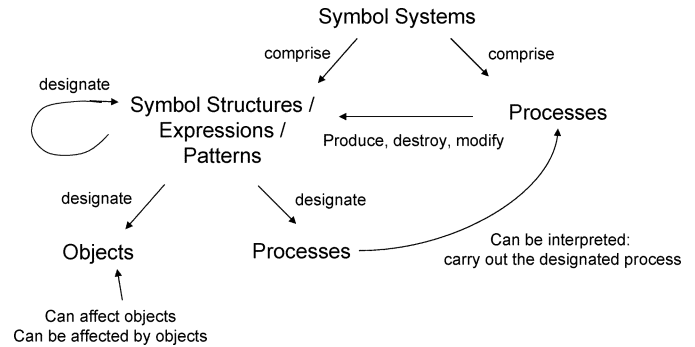 Symbol Systems
comprise
comprise
designate
Symbol Structures /
Expressions /
Patterns
Processes
Produce, destroy, modify
designate
designate
Objects
Processes
Can be interpreted:
carry out the designated process
Can affect objects
Can be affected by objects